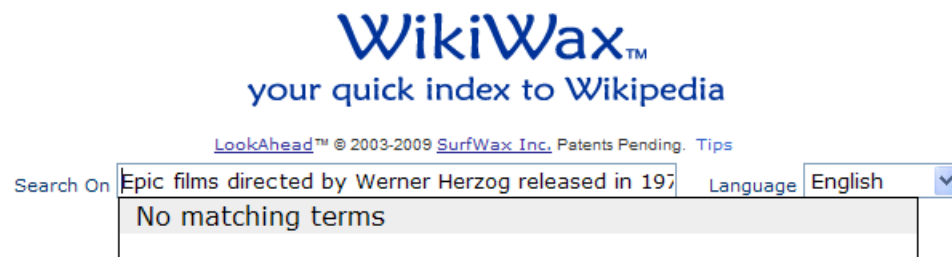 WikiWax™
your quick index to Wikipedia
LookAhead™ © 2003-2009 SurfWax Inc. Patents Pending. Tips
Search On Epic films directed by Werner Herzog released in 197 Language English
No matching terms